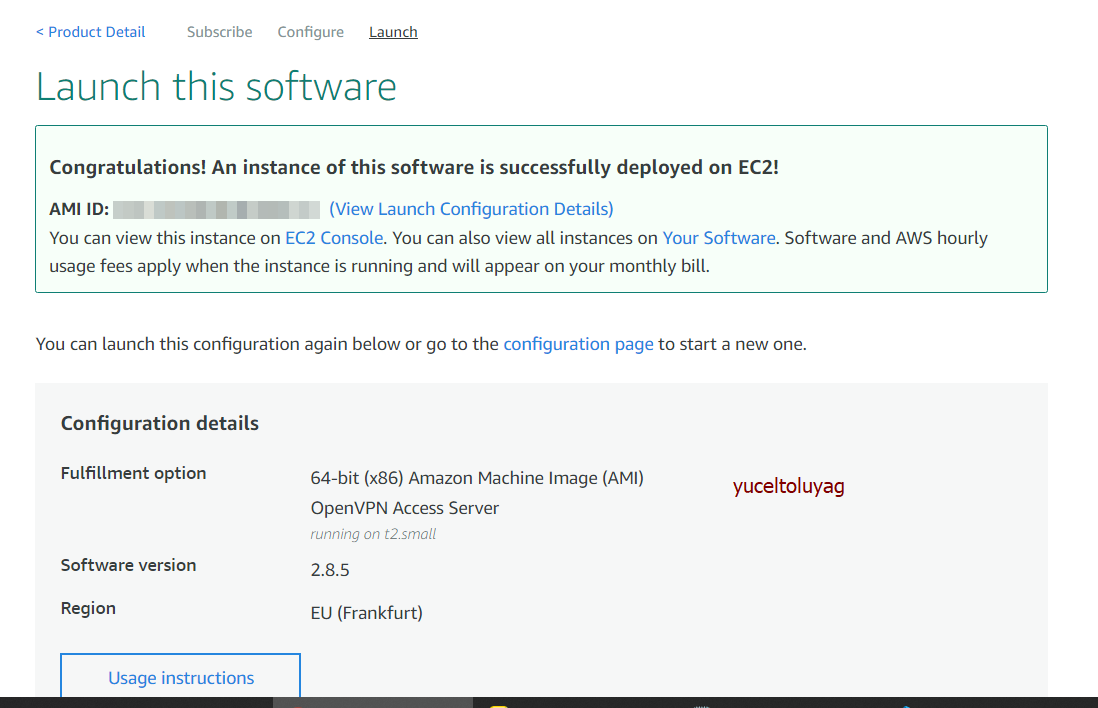 < Product Detail Subscribe Configure Launch
Launch this software
Congratulations! An instance of this software is successfully deployed on EC2!
AMI ID: (View Launch Configuration Details)
You can view this instance on EC2 Console. You can also view all instances on Your Software. Software and AWS hourly
usage fees apply when the instance is running and will appear on your monthly bill.
You can launch this configuration again below or go to the configuration page to start a new one.
Configuration details
Fulfillment option
64-bit (x86) Amazon Machine Image (AMI)
yuceltoluyag
OpenVPN Access Server
running on t2.small
Software version
2.8.5
Region
EU (Frankfurt)
Usage instructions